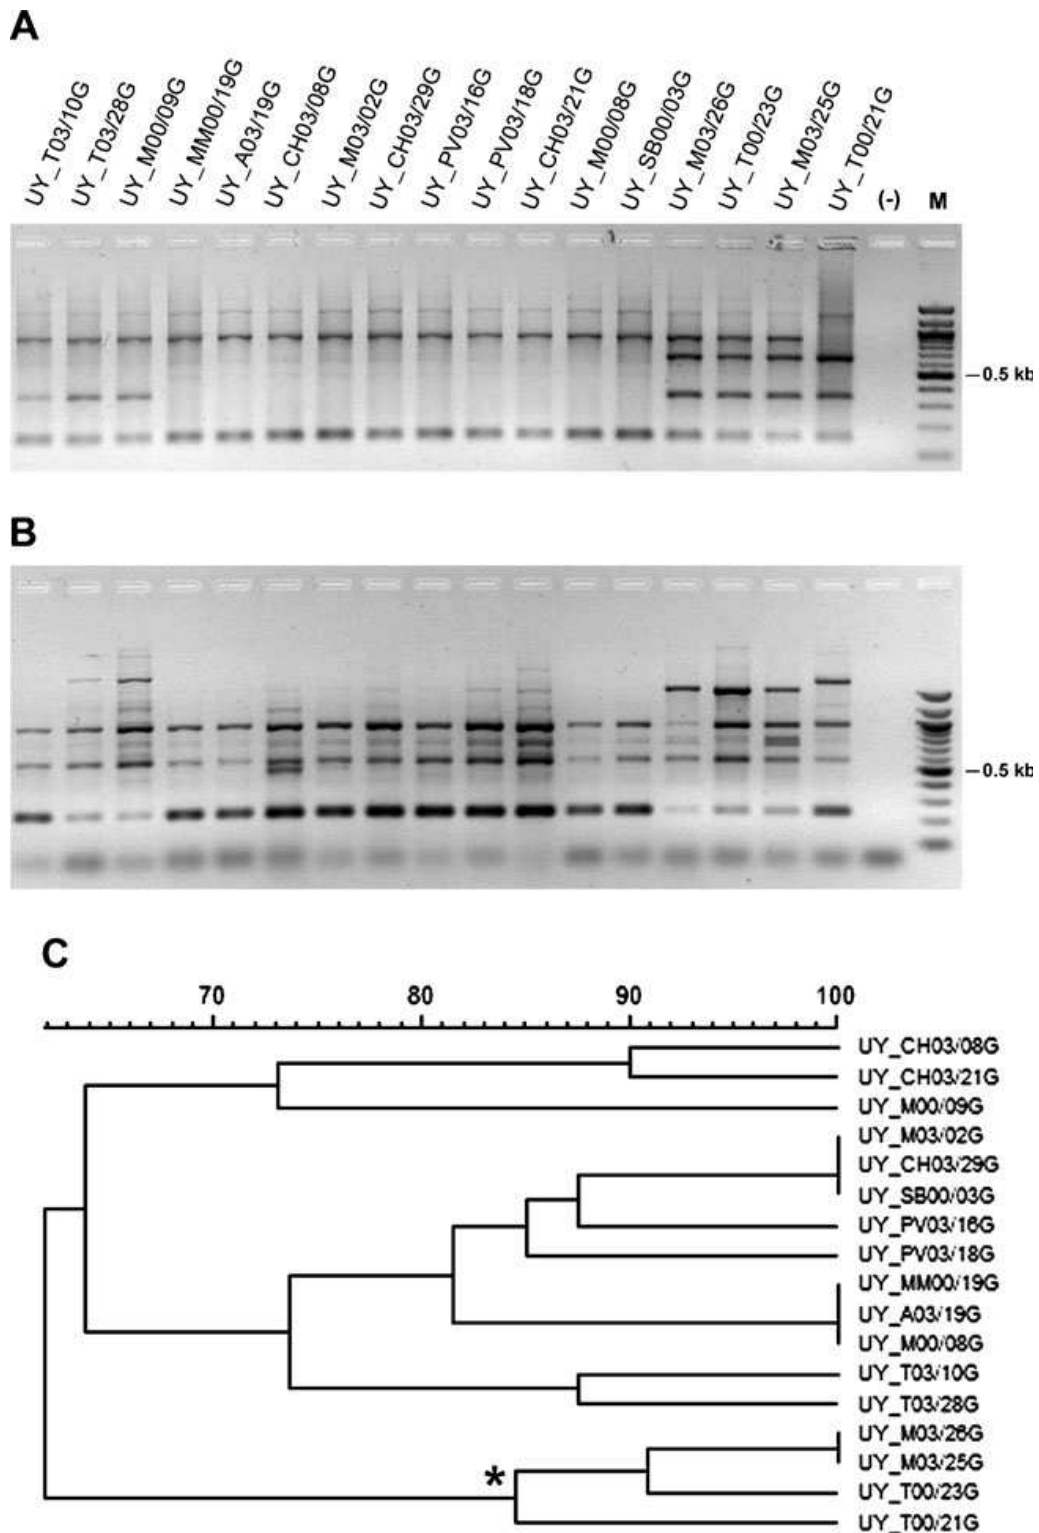 A
UY_T03/10G
UY_T03/28G
UY_M00/09G
UY_MM00/19G
UY_A03/19G
UY_CH03/08G
UY_M03/02G
UY_CH03/29G
UY_PV03/16G
UY_PV03/18G
UY_CH03/21G
UY_M00/08G
UY_SB00/03G
UY_M03/26G
UY_T00/23G
UY_M03/25G
UY_T00/21G
(-)
M
0.5 kb
B
0.5 kb
C
70 80 90 100
UY_CH03/08G
UY_CH03/21G
UY_M00/09G
UY_M03/02G
UY_CH03/29G
UY_SB00/03G
UY_PV03/16G
UY_PV03/18G
UY_MM00/19G
UY_A03/19G
UY_M00/08G
UY_T03/10G
UY_T03/28G
UY_M03/26G
UY_M03/25G
*
UY_T00/23G
UY_T00/21G